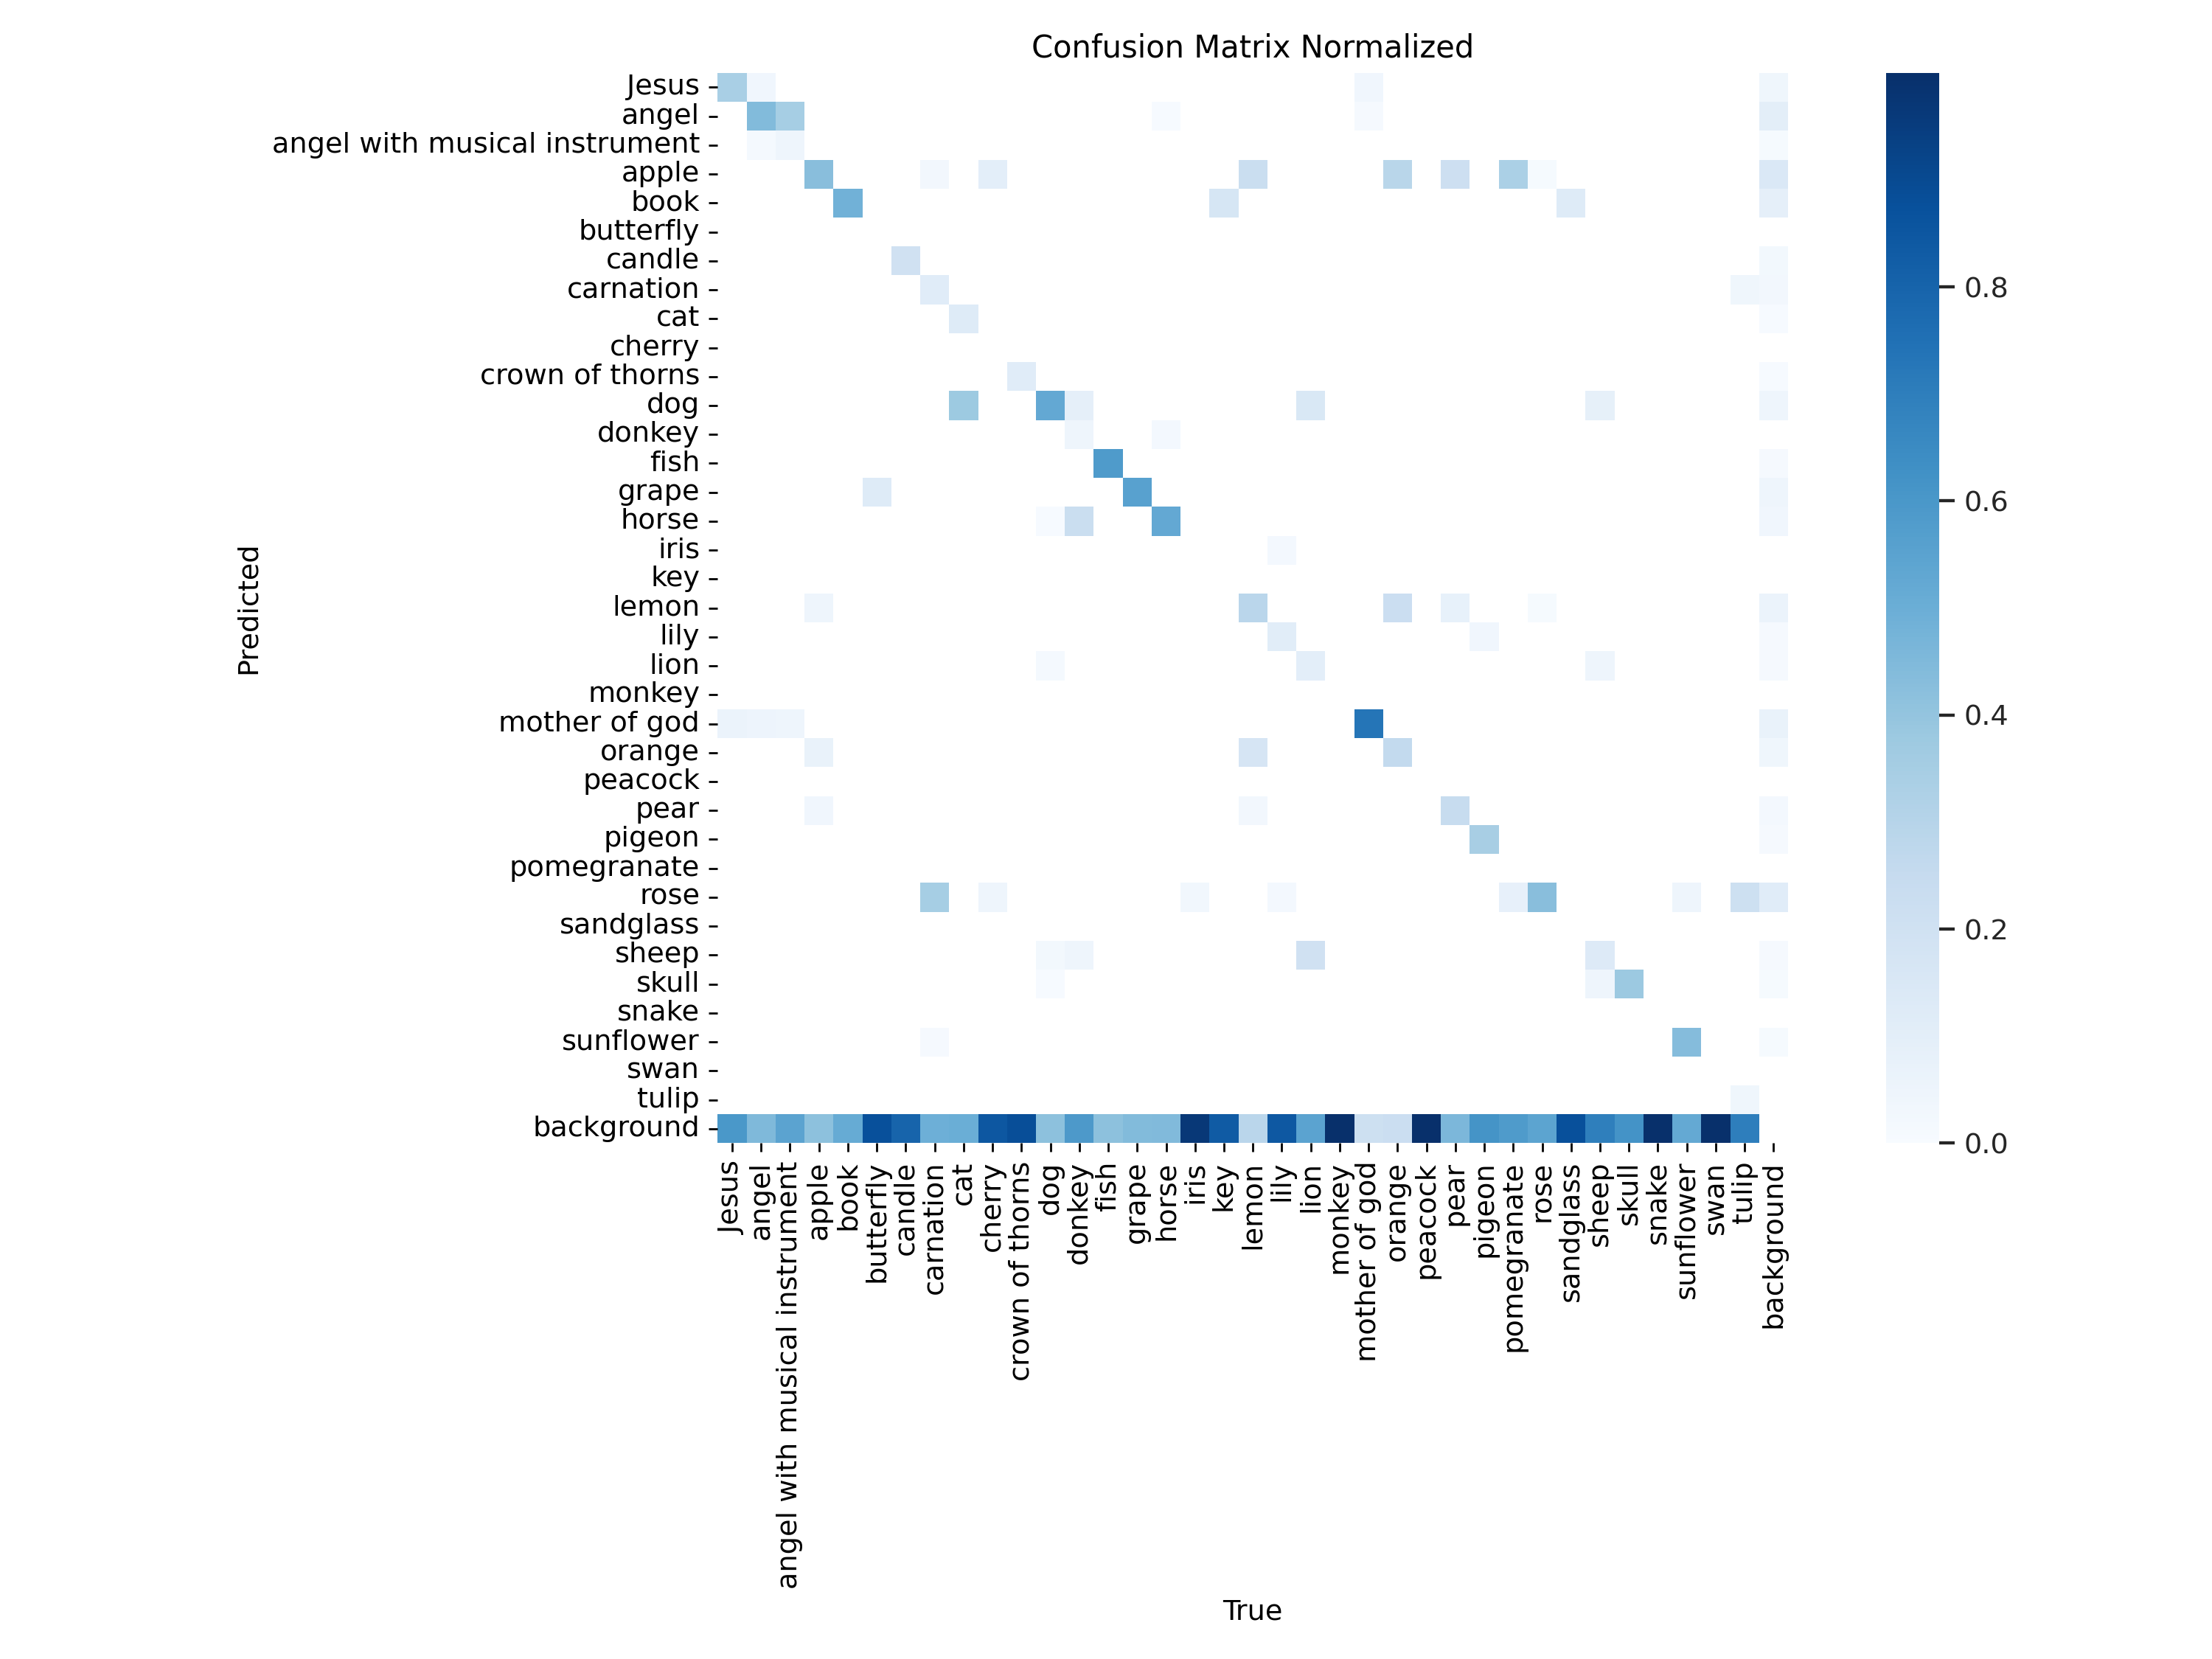 Confusion Matrix Normalized
Jesus
angel
angel with musical instrument
apple
book
butterfly
candle
carnation
cat
cherry
crown of thorns
dog
donkey
fish
grape
horse
iris
key
lemon
lily
lion
monkey
mother of god
orange
peacock
pear
pigeon
pomegranate
rose
sandglass
sheep
skull
snake
sunflower
swan
tulip
background
Predicted
0.8
0.6
0.4
0.2
0.0
Jesus
angel
angel with musical instrument
apple
book
butterfly
candle
carnation
cat
cherry
crown of thorns
dog
donkey
fish
grape
horse
iris
key
lemon
lily
lion
monkey
mother of god
orange
peacock
pear
pigeon
pomegranate
rose
sandglass
sheep
skull
snake
sunflower
swan
tulip
background
True